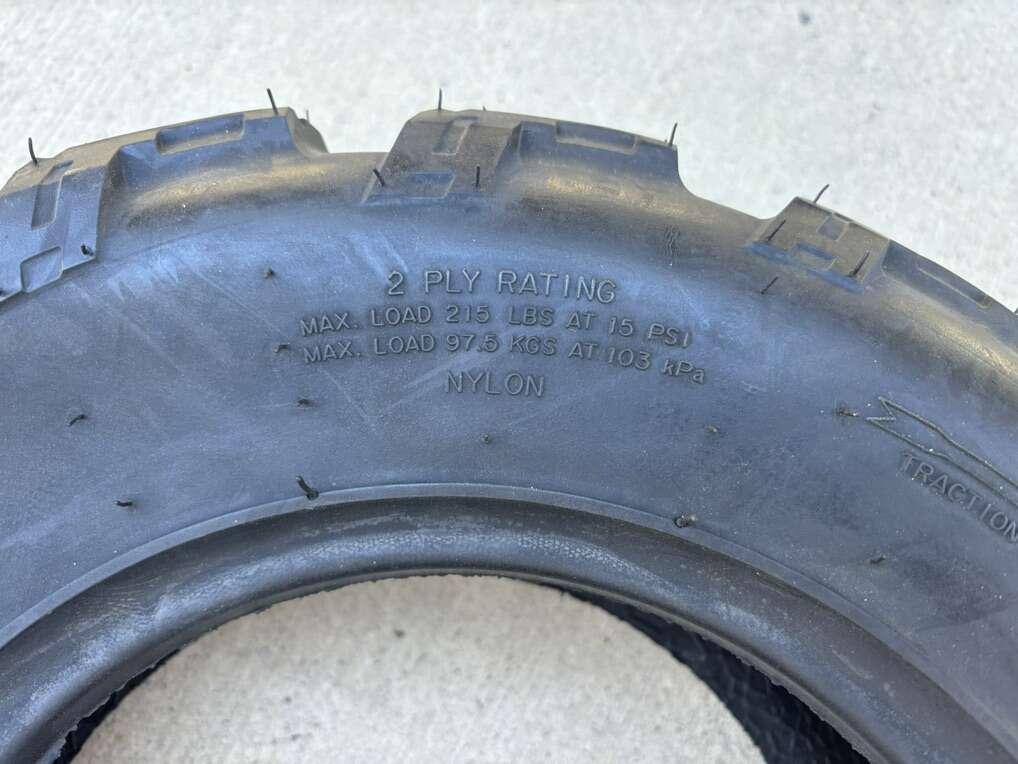 2 PLY RATING
MAX. LOAD 215 LBS AT 15 PSI
MAX. LOAD 97.5 KGS AT 103 kPa
NYLON
TRACTION